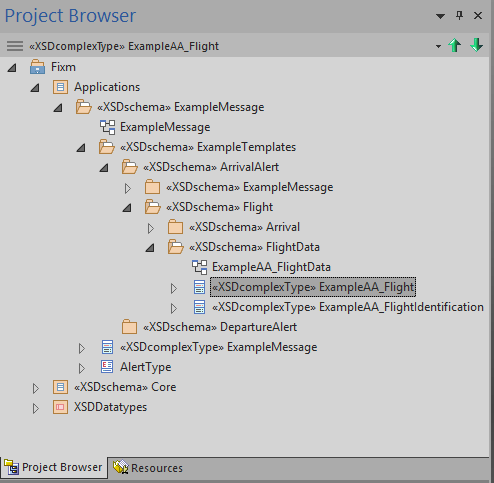 Project Browser
«XSDcomplexType» ExampleAA_Flight
Fixm
Applications
«XSDschema» ExampleMessage
ExampleMessage
«XSDschema» ExampleTemplates
«XSDschema» ArrivalAlert
«XSDschema» ExampleMessage
«XSDschema» Flight
«XSDschema» Arrival
«XSDschema» FlightData
ExampleAA_FlightData
«XSDcomplexType» ExampleAA_Flight
«XSDcomplexType» ExampleAA_FlightIdentification
«XSDschema» DepartureAlert
«XSDcomplexType» ExampleMessage
AlertType
«XSDschema» Core
XSDDatatypes
Project Browser Resources